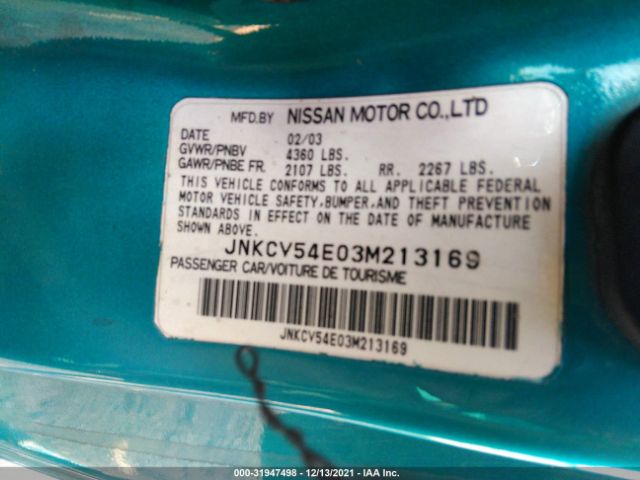 MFD.BY NISSAN MOTOR CO.,LTD
DATE 02/03
GVWR/PNBV 4360 LBS.
GAWR/PNBE FR. 2107 LBS. RR. 2267 LBS.
THIS VEHICLE CONFORMS TO ALL APPLICABLE FEDERAL
MOTOR VEHICLE SAFETY,BUMPER,AND THEFT PREVENTION
STANDARDS IN EFFECT ON THE DATE OF MANUFACTURE
SHOWN ABOVE.
JNKCV54E03M213169
PASSENGER CAR/VOITURE DE TOURISME
JNKCV54E03M213169
000-31947498 - 12/13/2021 - IAA Inc.